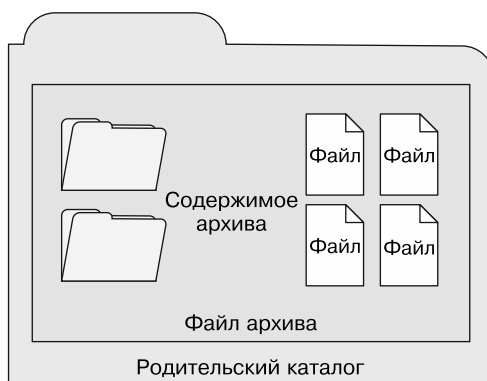 Файл Файл
Содержимое
архива
Файл Файл
Файл архива
Родительский каталог